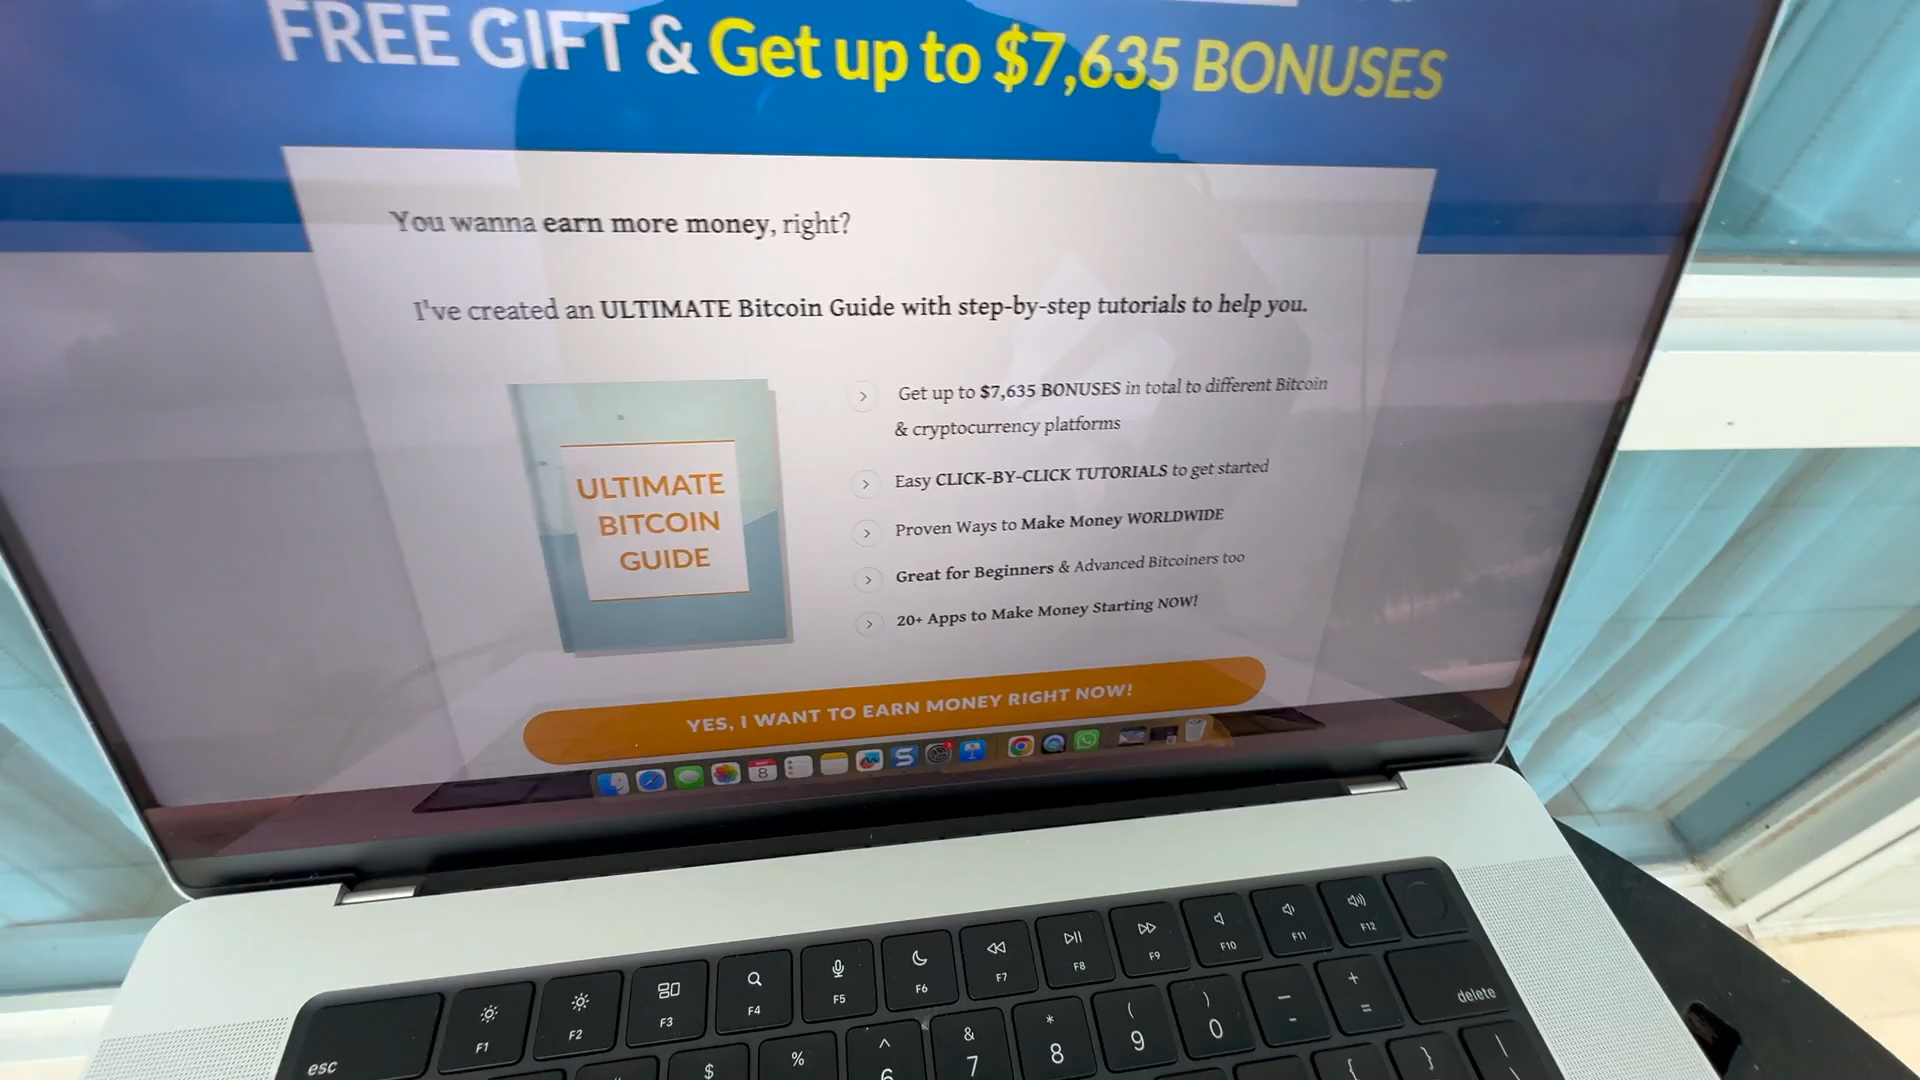 FREE GIFT & Get up to $7,635 BONUSES
You wanna earn more money, right?
I've created an ULTIMATE Bitcoin Guide with step-by-step tutorials to help you.
ULTIMATE
BITCOIN
GUIDE
Get up to $7,635 BONUSES in total to different Bitcoin
& cryptocurrency platforms
Easy CLICK-BY-CLICK TUTORIALS to get started
Proven Ways to Make Money WORLDWIDE
Great for Beginners & Advanced Bitcoiners too
20+ Apps to Make Money Starting NOW!
YES, I WANT TO EARN MONEY RIGHT NOW!
8
esc F1 F2 F3 F4 F5 F6 F7 F8 F9 F10 F11 F12
$ % ^ & * ( ) _ +
6 7 8 9 0 - = delete
{ } |